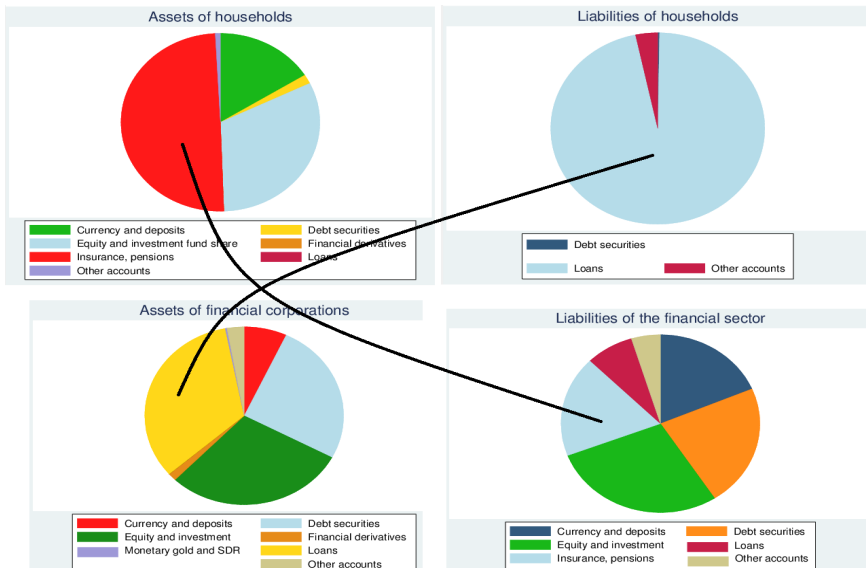 Assets of households
Currency and deposits
Debt securities
Equity and investment fund share
Financial derivatives
Insurance, pensions
Loans
Other accounts
Liabilities of households
Debt securities
Loans
Other accounts
Assets of financial corporations
Currency and deposits
Debt securities
Equity and investment
Financial derivatives
Monetary gold and SDR
Loans
Other accounts
Liabilities of the financial sector
Currency and deposits
Debt securities
Equity and investment
Loans
Insurance, pensions
Other accounts